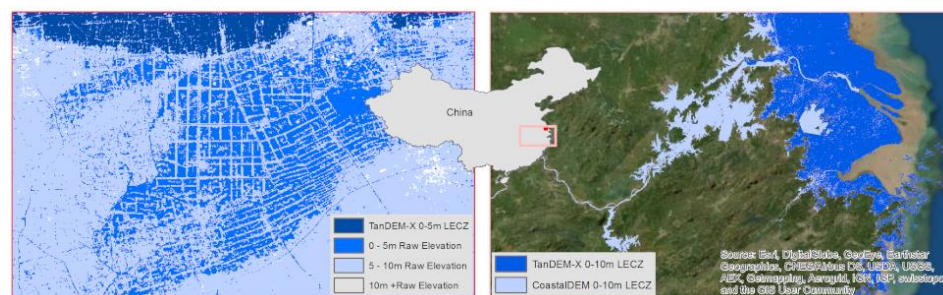 China
TanDEM-X 0-5m LECZ
0 - 5m Raw Elevation
5 - 10m Raw Elevation
10m +Raw Elevation
TanDEM-X 0-10m LECZ
CoastalDEM 0-10m LECZ
Source: Esri, DigitalGlobe, GeoEye, Earthstar
Geographics, CNES/Airbus DS, USDA, USGS,
AEX, Getmapping, Aerogrid, IGN, IGP, swisstopo,
and the GIS User Community